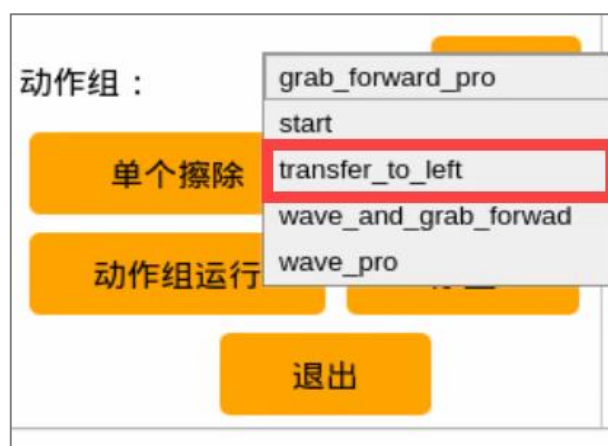 动作组：
grab_forward_pro
start
单个擦除
transfer_to_left
wave_and_grab_forwad
动作组运行
wave_pro
退出